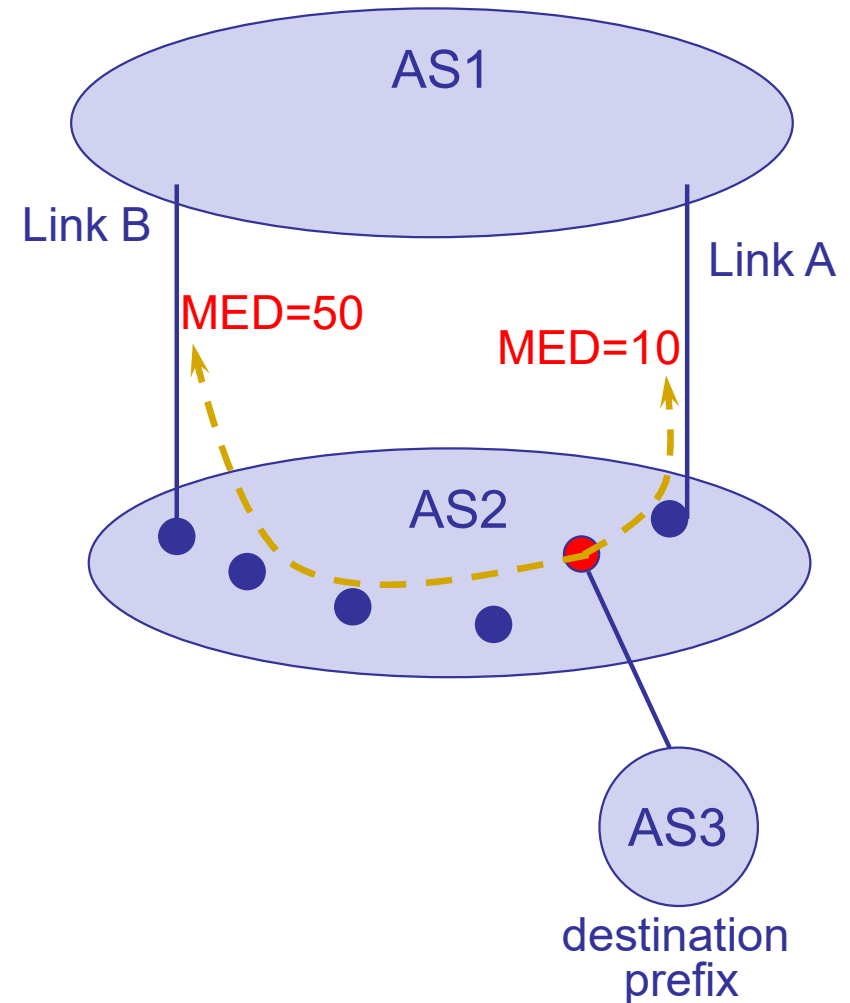 AS1
Link B
Link A
MED=50
MED=10
AS2
AS3
destination
prefix